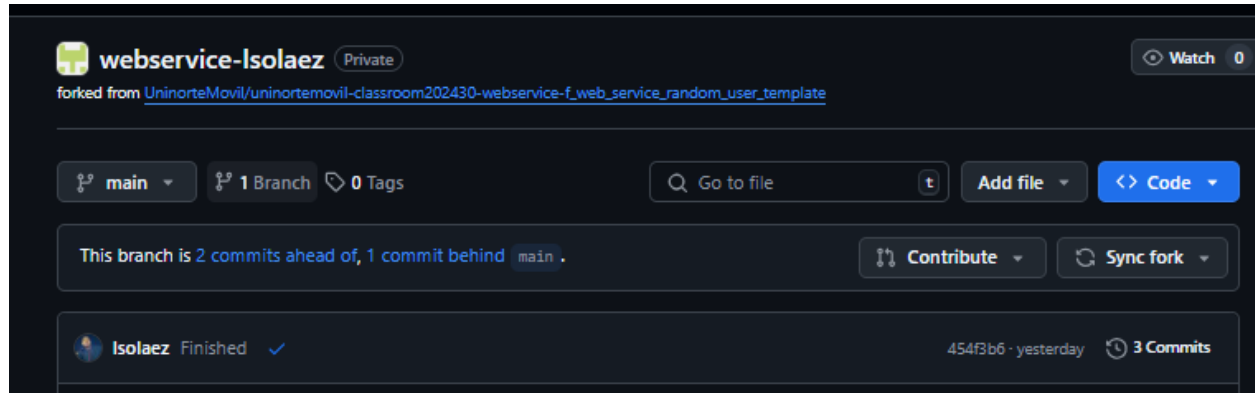 webservice-lsolaez Private Watch 0
forked from UninorteMovil/uninortemovil-classroom202430-webservice-f_web_service_random_user_template
main 1 Branch 0 Tags Go to file t Add file Code
This branch is 2 commits ahead of, 1 commit behind main . Contribute Sync fork
lsolaez Finished 454f3b6 · yesterday 3 Commits